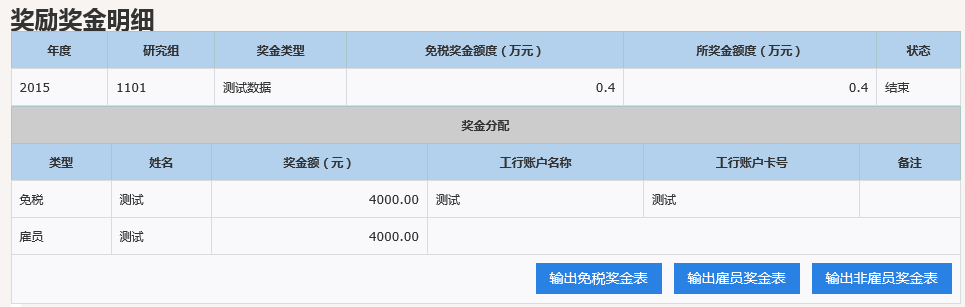 奖励奖金明细
年度 研究组 奖金类型 免税奖金额度（万元） 所奖金额度（万元） 状态
2015 1101 测试数据 0.4 0.4 结束
奖金分配
类型 姓名 奖金额（元） 工行账户名称 工行账户卡号 备注
免税 测试 4000.00 测试 测试
雇员 测试 4000.00
输出免税奖金表 输出雇员奖金表 输出非雇员奖金表